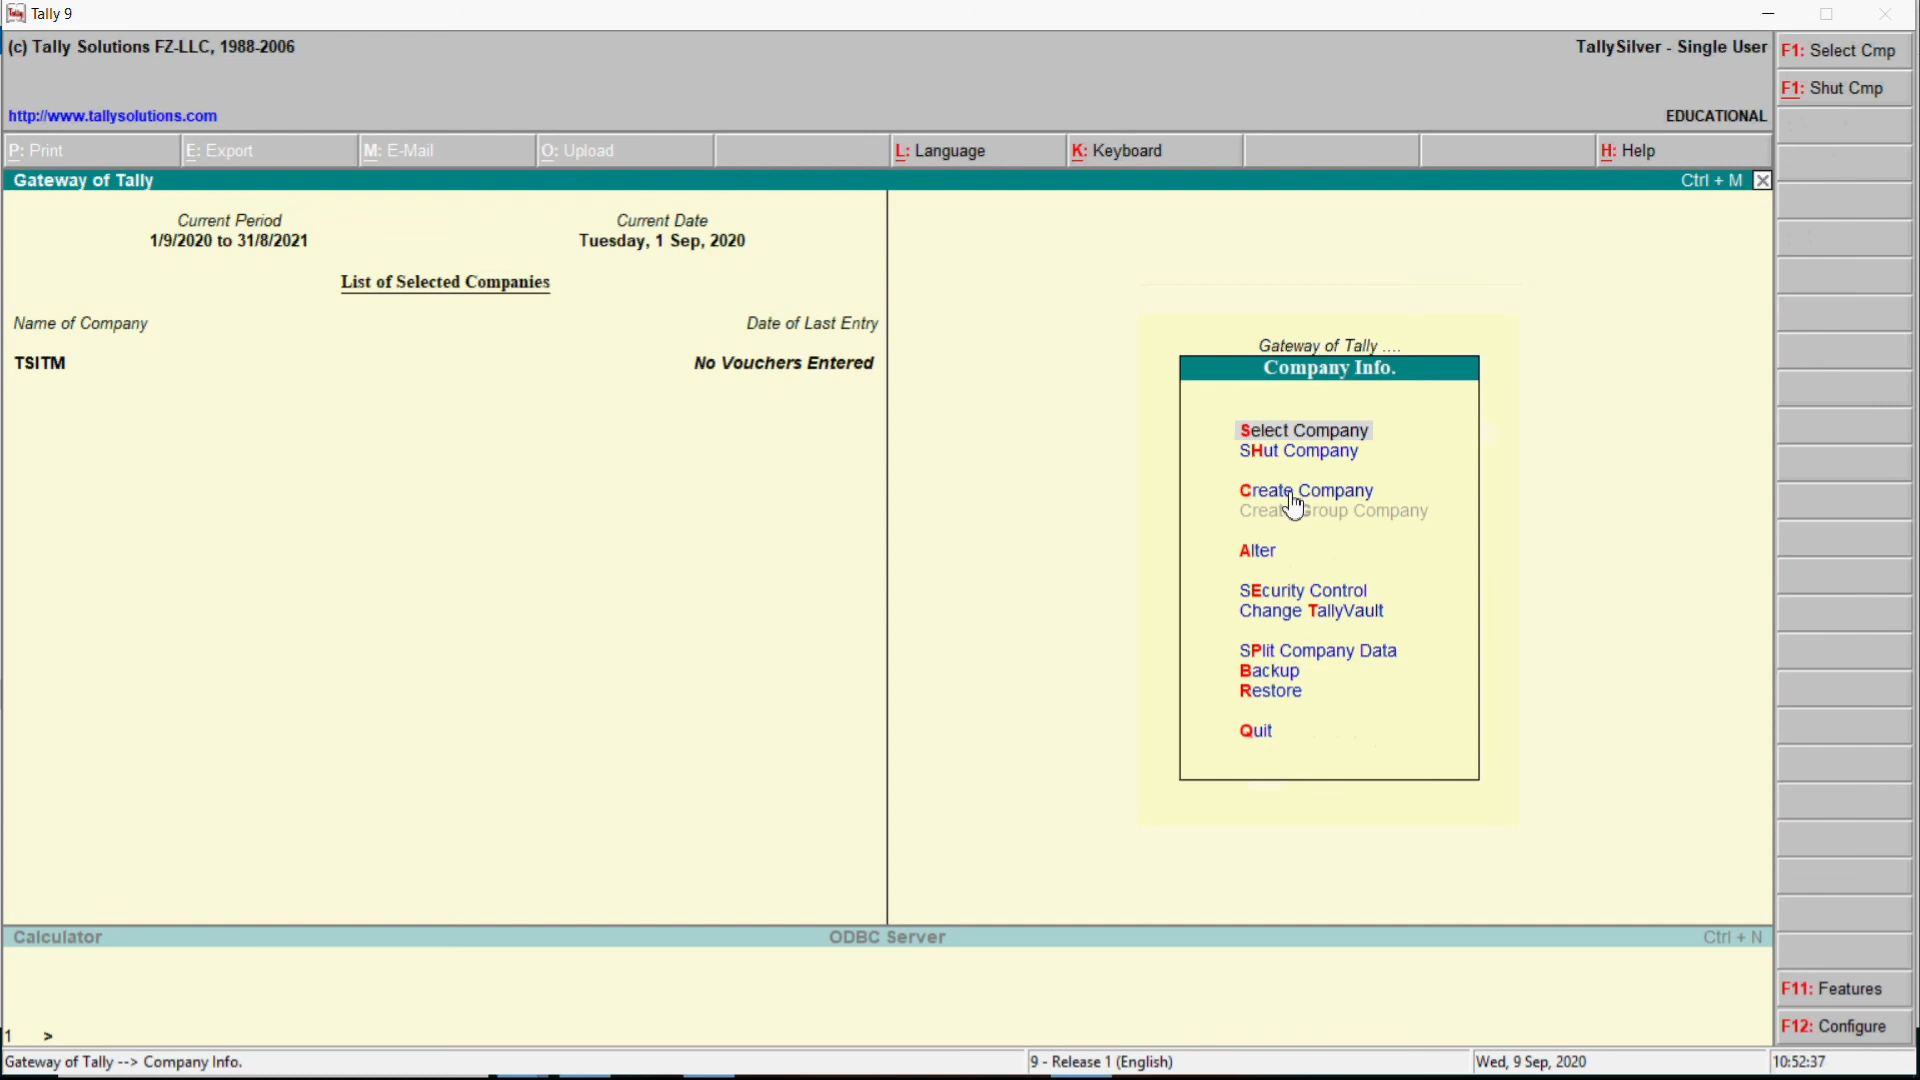 Tally 9
(c) Tally Solutions FZ-LLC, 1988-2006
TallySilver - Single User
http://www.tallysolutions.com
EDUCATIONAL
P: Print
E: Export
M: E-Mail
O: Upload
L: Language
K: Keyboard
H: Help
Gateway of Tally
Ctrl + M
Current Period
1/9/2020 to 31/8/2021
Current Date
Tuesday, 1 Sep, 2020
List of Selected Companies
Name of Company
Date of Last Entry
TSITM
No Vouchers Entered
Gateway of Tally ....
Company Info.
Select Company
SHut Company
Create Company
Create Group Company
Alter
SEcurity Control
Change TallyVault
SPlit Company Data
Backup
Restore
Quit
F1: Select Cmp
F1: Shut Cmp
F11: Features
F12: Configure
Calculator
ODBC Server
Ctrl + N
1 >
Gateway of Tally --> Company Info.
9 - Release 1 (English)
Wed, 9 Sep, 2020
10:52:37